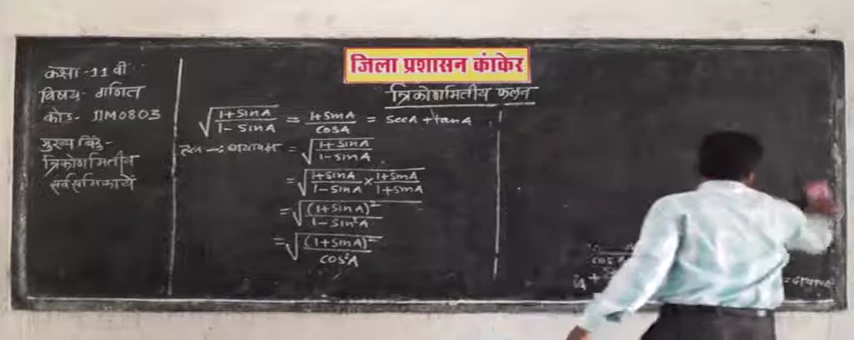 जिला प्रशासन कांकेर
कक्षा - 11 वी
विषय - गणित
कोड - 11M0803
मुख्य बिंदु -
त्रिकोणमितीय
सर्वसमिकायें
त्रिकोणमितीय फलन
√(1+sinA / 1-sinA) = 1+sinA / cosA = secA + tanA
हल →: बायापक्ष = √(1+sinA / 1-sinA)
= √(1+sinA / 1-sinA × 1+sinA / 1+sinA)
= √((1+sinA)² / 1-sin²A)
= √((1+sinA)² / cos²A)